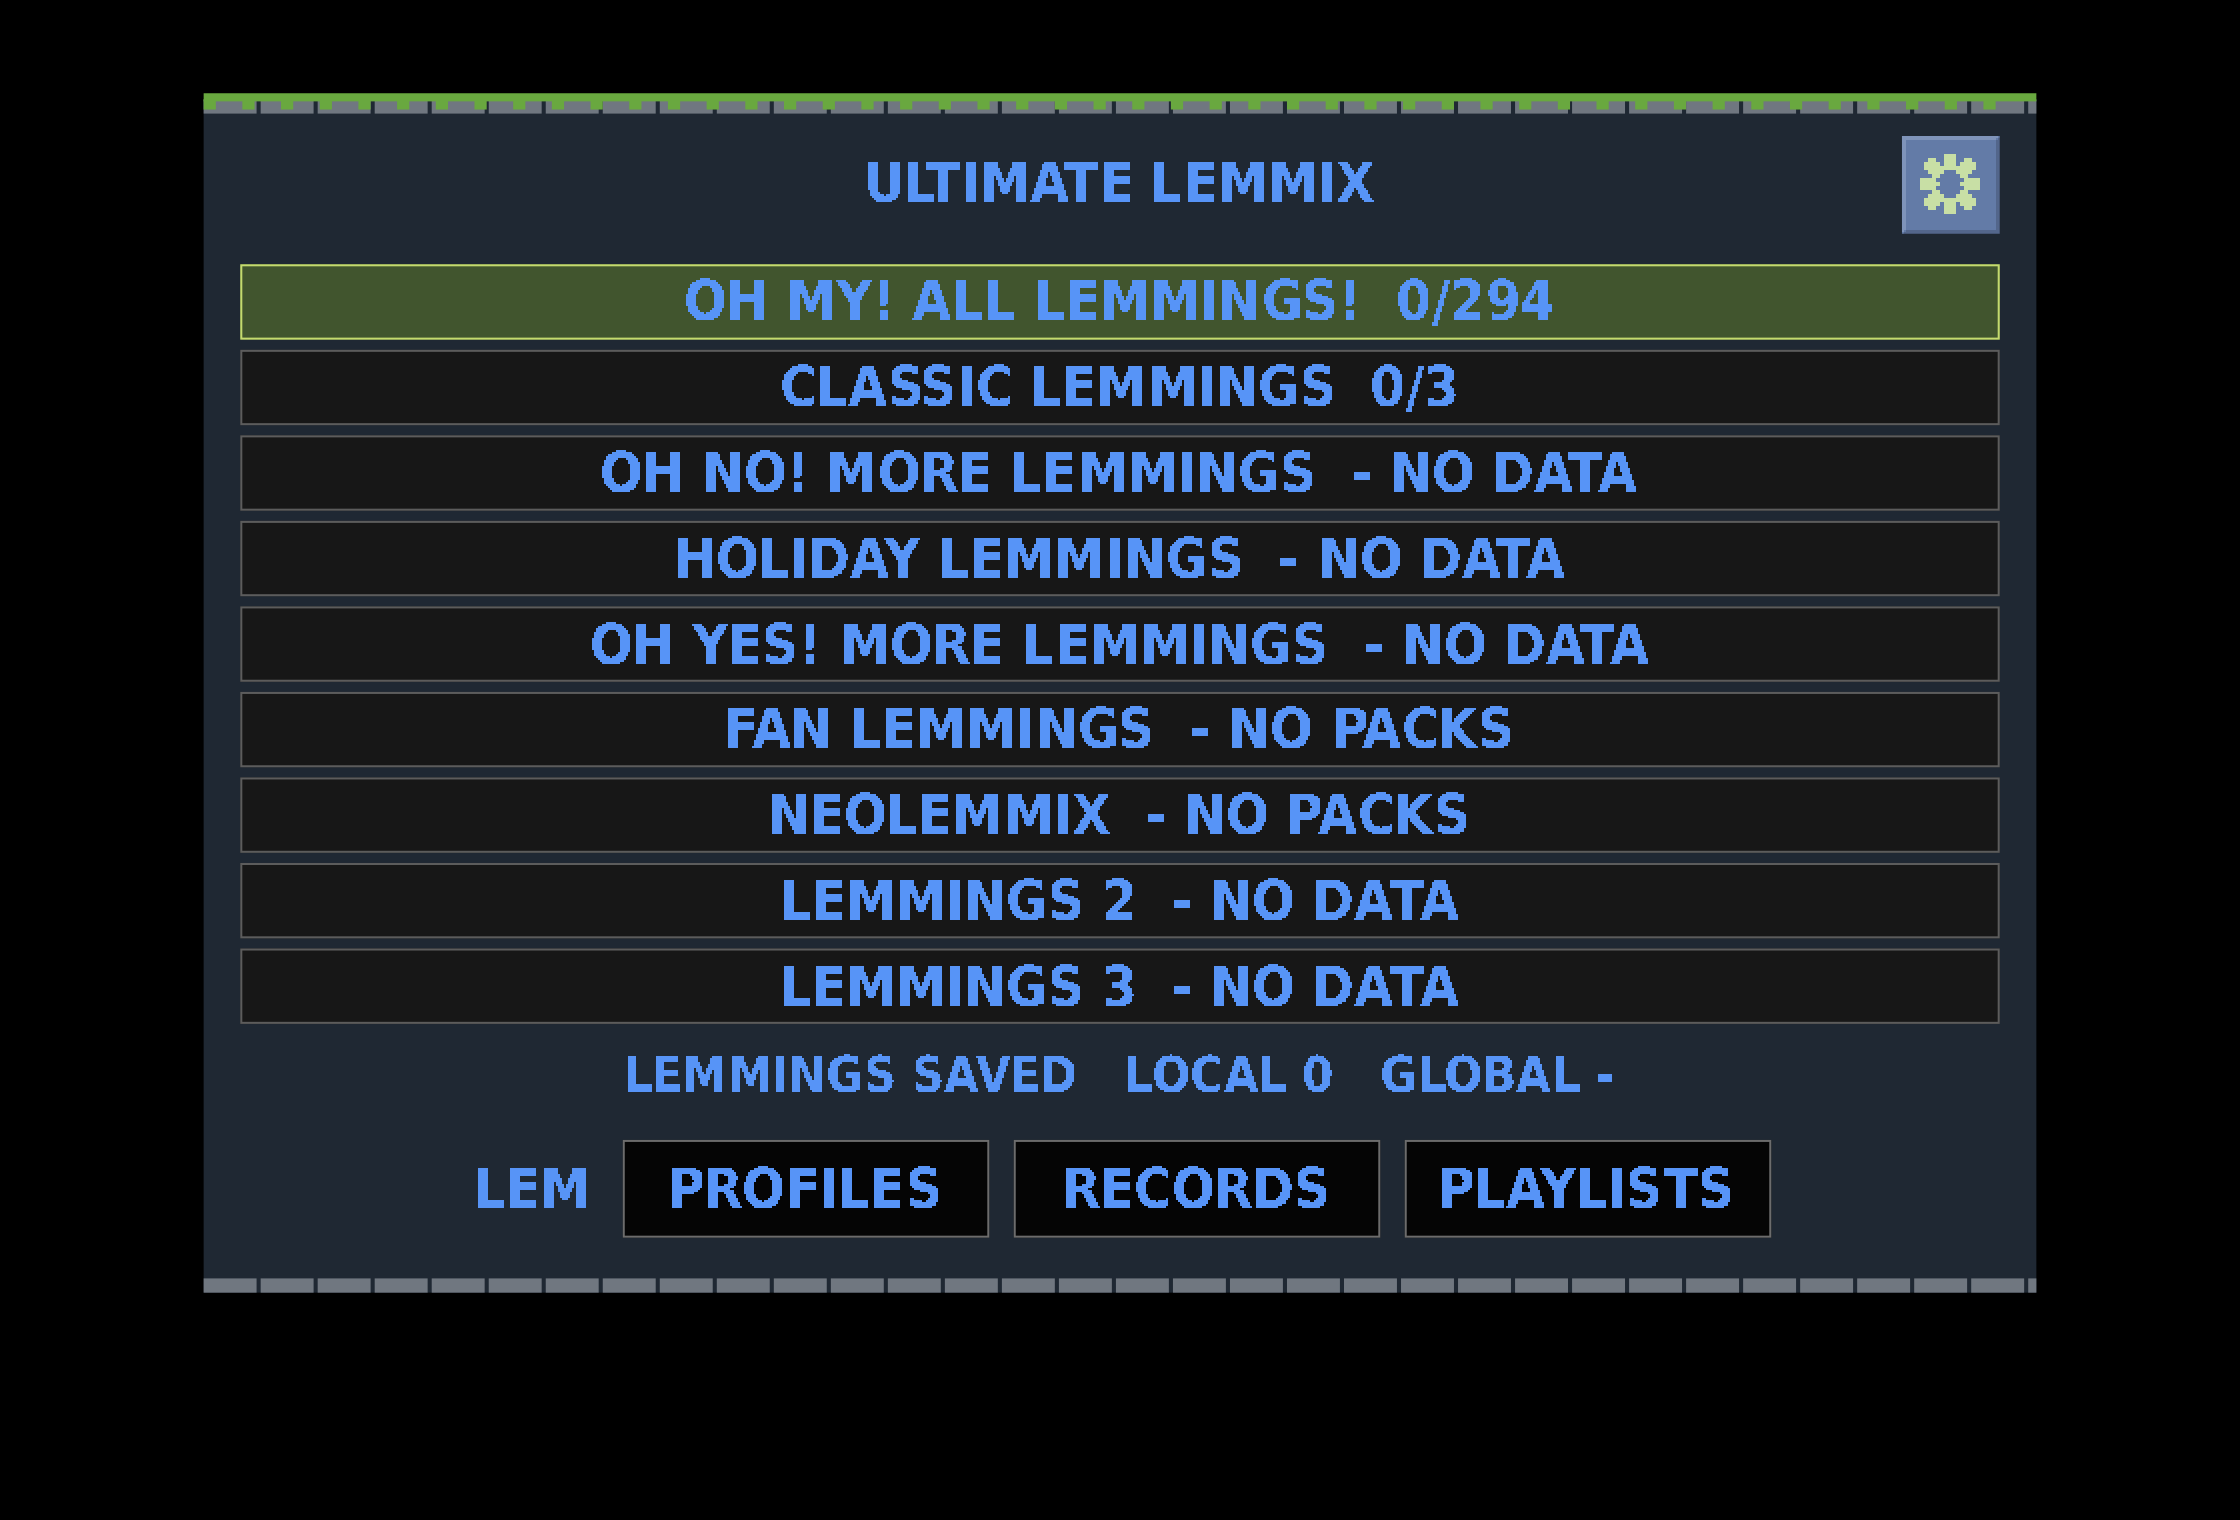 ULTIMATE LEMMIX
OH MY! ALL LEMMINGS! 0/294
CLASSIC LEMMINGS 0/3
OH NO! MORE LEMMINGS - NO DATA
HOLIDAY LEMMINGS - NO DATA
OH YES! MORE LEMMINGS - NO DATA
FAN LEMMINGS - NO PACKS
NEOLEMMIX - NO PACKS
LEMMINGS 2 - NO DATA
LEMMINGS 3 - NO DATA
LEMMINGS SAVED LOCAL 0 GLOBAL -
LEM PROFILES RECORDS PLAYLISTS